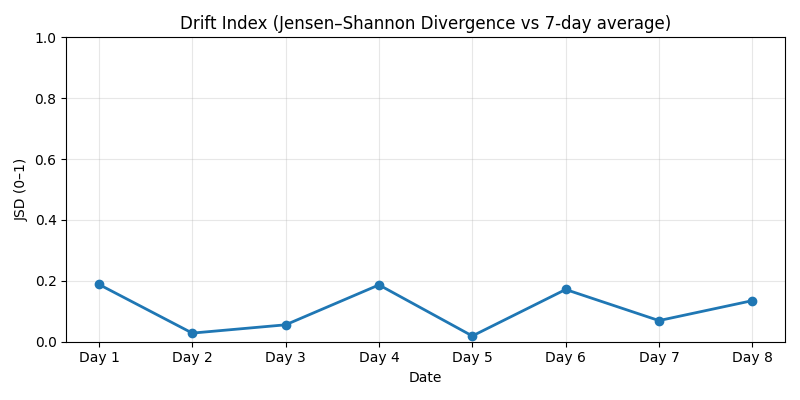 Drift Index (Jensen–Shannon Divergence vs 7-day average)
1.0
0.8
0.6
0.4
0.2
0.0
JSD (0–1)
Day 1 Day 2 Day 3 Day 4 Day 5 Day 6 Day 7 Day 8
Date